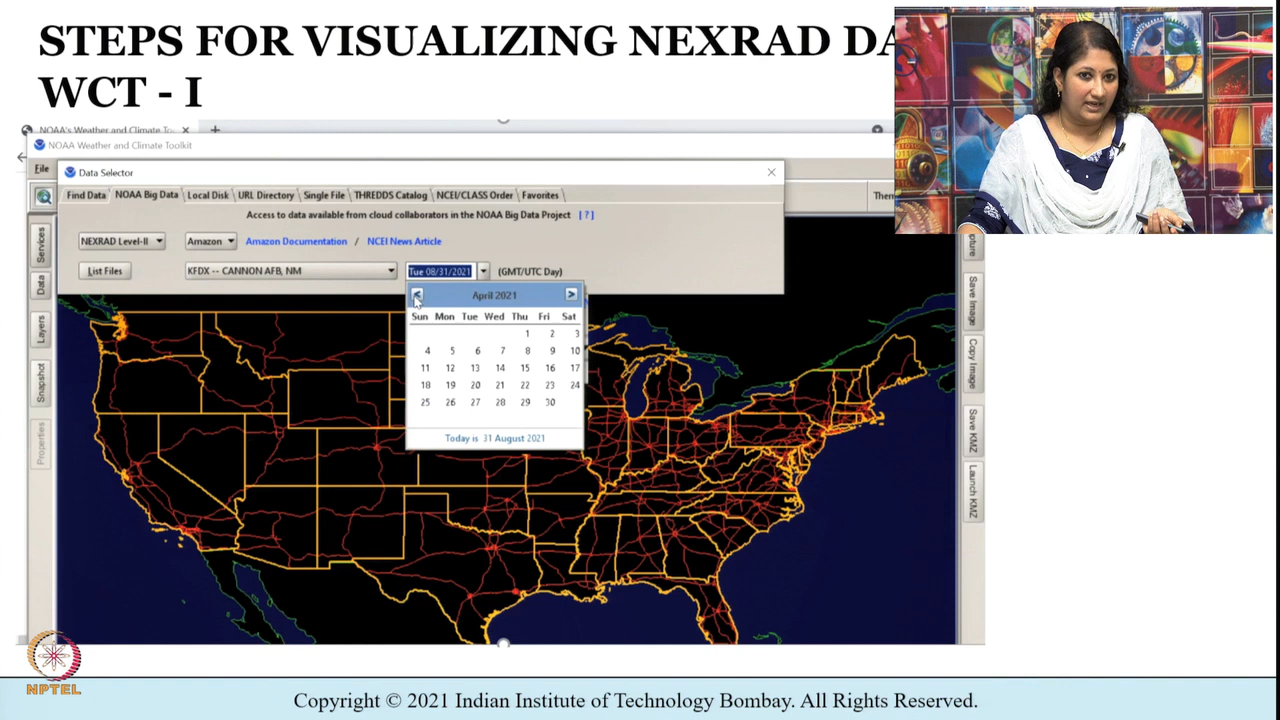 STEPS FOR VISUALIZING NEXRAD DA
WCT - I
NOAA's Weather and Climate To
NOAA Weather and Climate Toolkit
File
Data Selector
Find Data
NOAA Big Data
Local Disk
URL Directory
Single File
THREDDS Catalog
NCEI/CLASS Order
Favorites
Them
Access to data available from cloud collaborators in the NOAA Big Data Project [ ? ]
NEXRAD Level-II
Amazon
Amazon Documentation / NCEI News Article
List Files
KFDX -- CANNON AFB, NM
Tue 08/31/2021
(GMT/UTC Day)
< April 2021 >
Sun Mon Tue Wed Thu Fri Sat
1 2 3
4 5 6 7 8 9 10
11 12 13 14 15 16 17
18 19 20 21 22 23 24
25 26 27 28 29 30
Today is 31 August 2021
Services
Data
Layers
Snapshot
Properties
pture
Save Image
Copy Image
Save KMZ
Launch KMZ
NPTEL
Copyright © 2021 Indian Institute of Technology Bombay. All Rights Reserved.